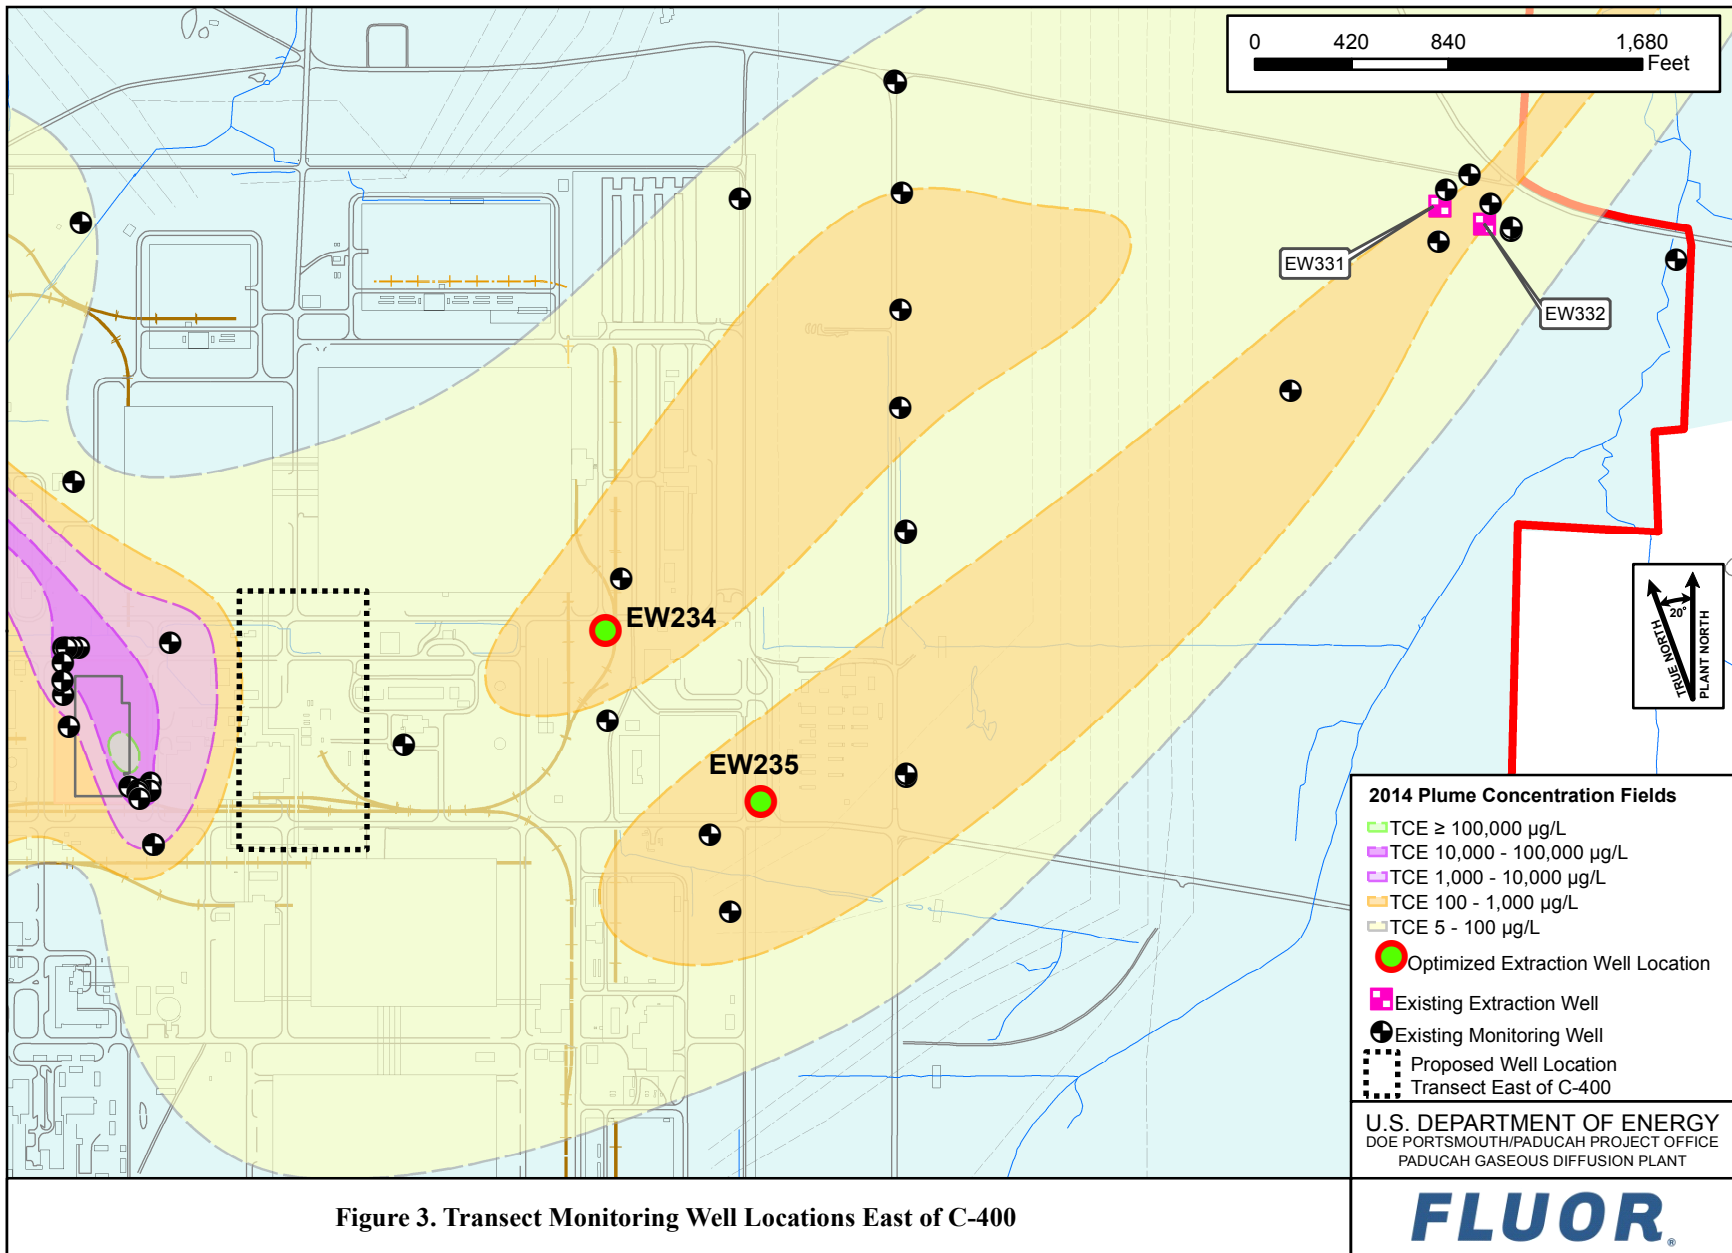 0 420 840 1,680
Feet
EW331
EW332
EW234
EW235
20°
TRUE NORTH
PLANT NORTH
2014 Plume Concentration Fields
TCE ≥ 100,000 µg/L
TCE 10,000 - 100,000 µg/L
TCE 1,000 - 10,000 µg/L
TCE 100 - 1,000 µg/L
TCE 5 - 100 µg/L
Optimized Extraction Well Location
Existing Extraction Well
Existing Monitoring Well
Proposed Well Location
Transect East of C-400
U.S. DEPARTMENT OF ENERGY
DOE PORTSMOUTH/PADUCAH PROJECT OFFICE
PADUCAH GASEOUS DIFFUSION PLANT
Figure 3. Transect Monitoring Well Locations East of C-400
FLUOR®